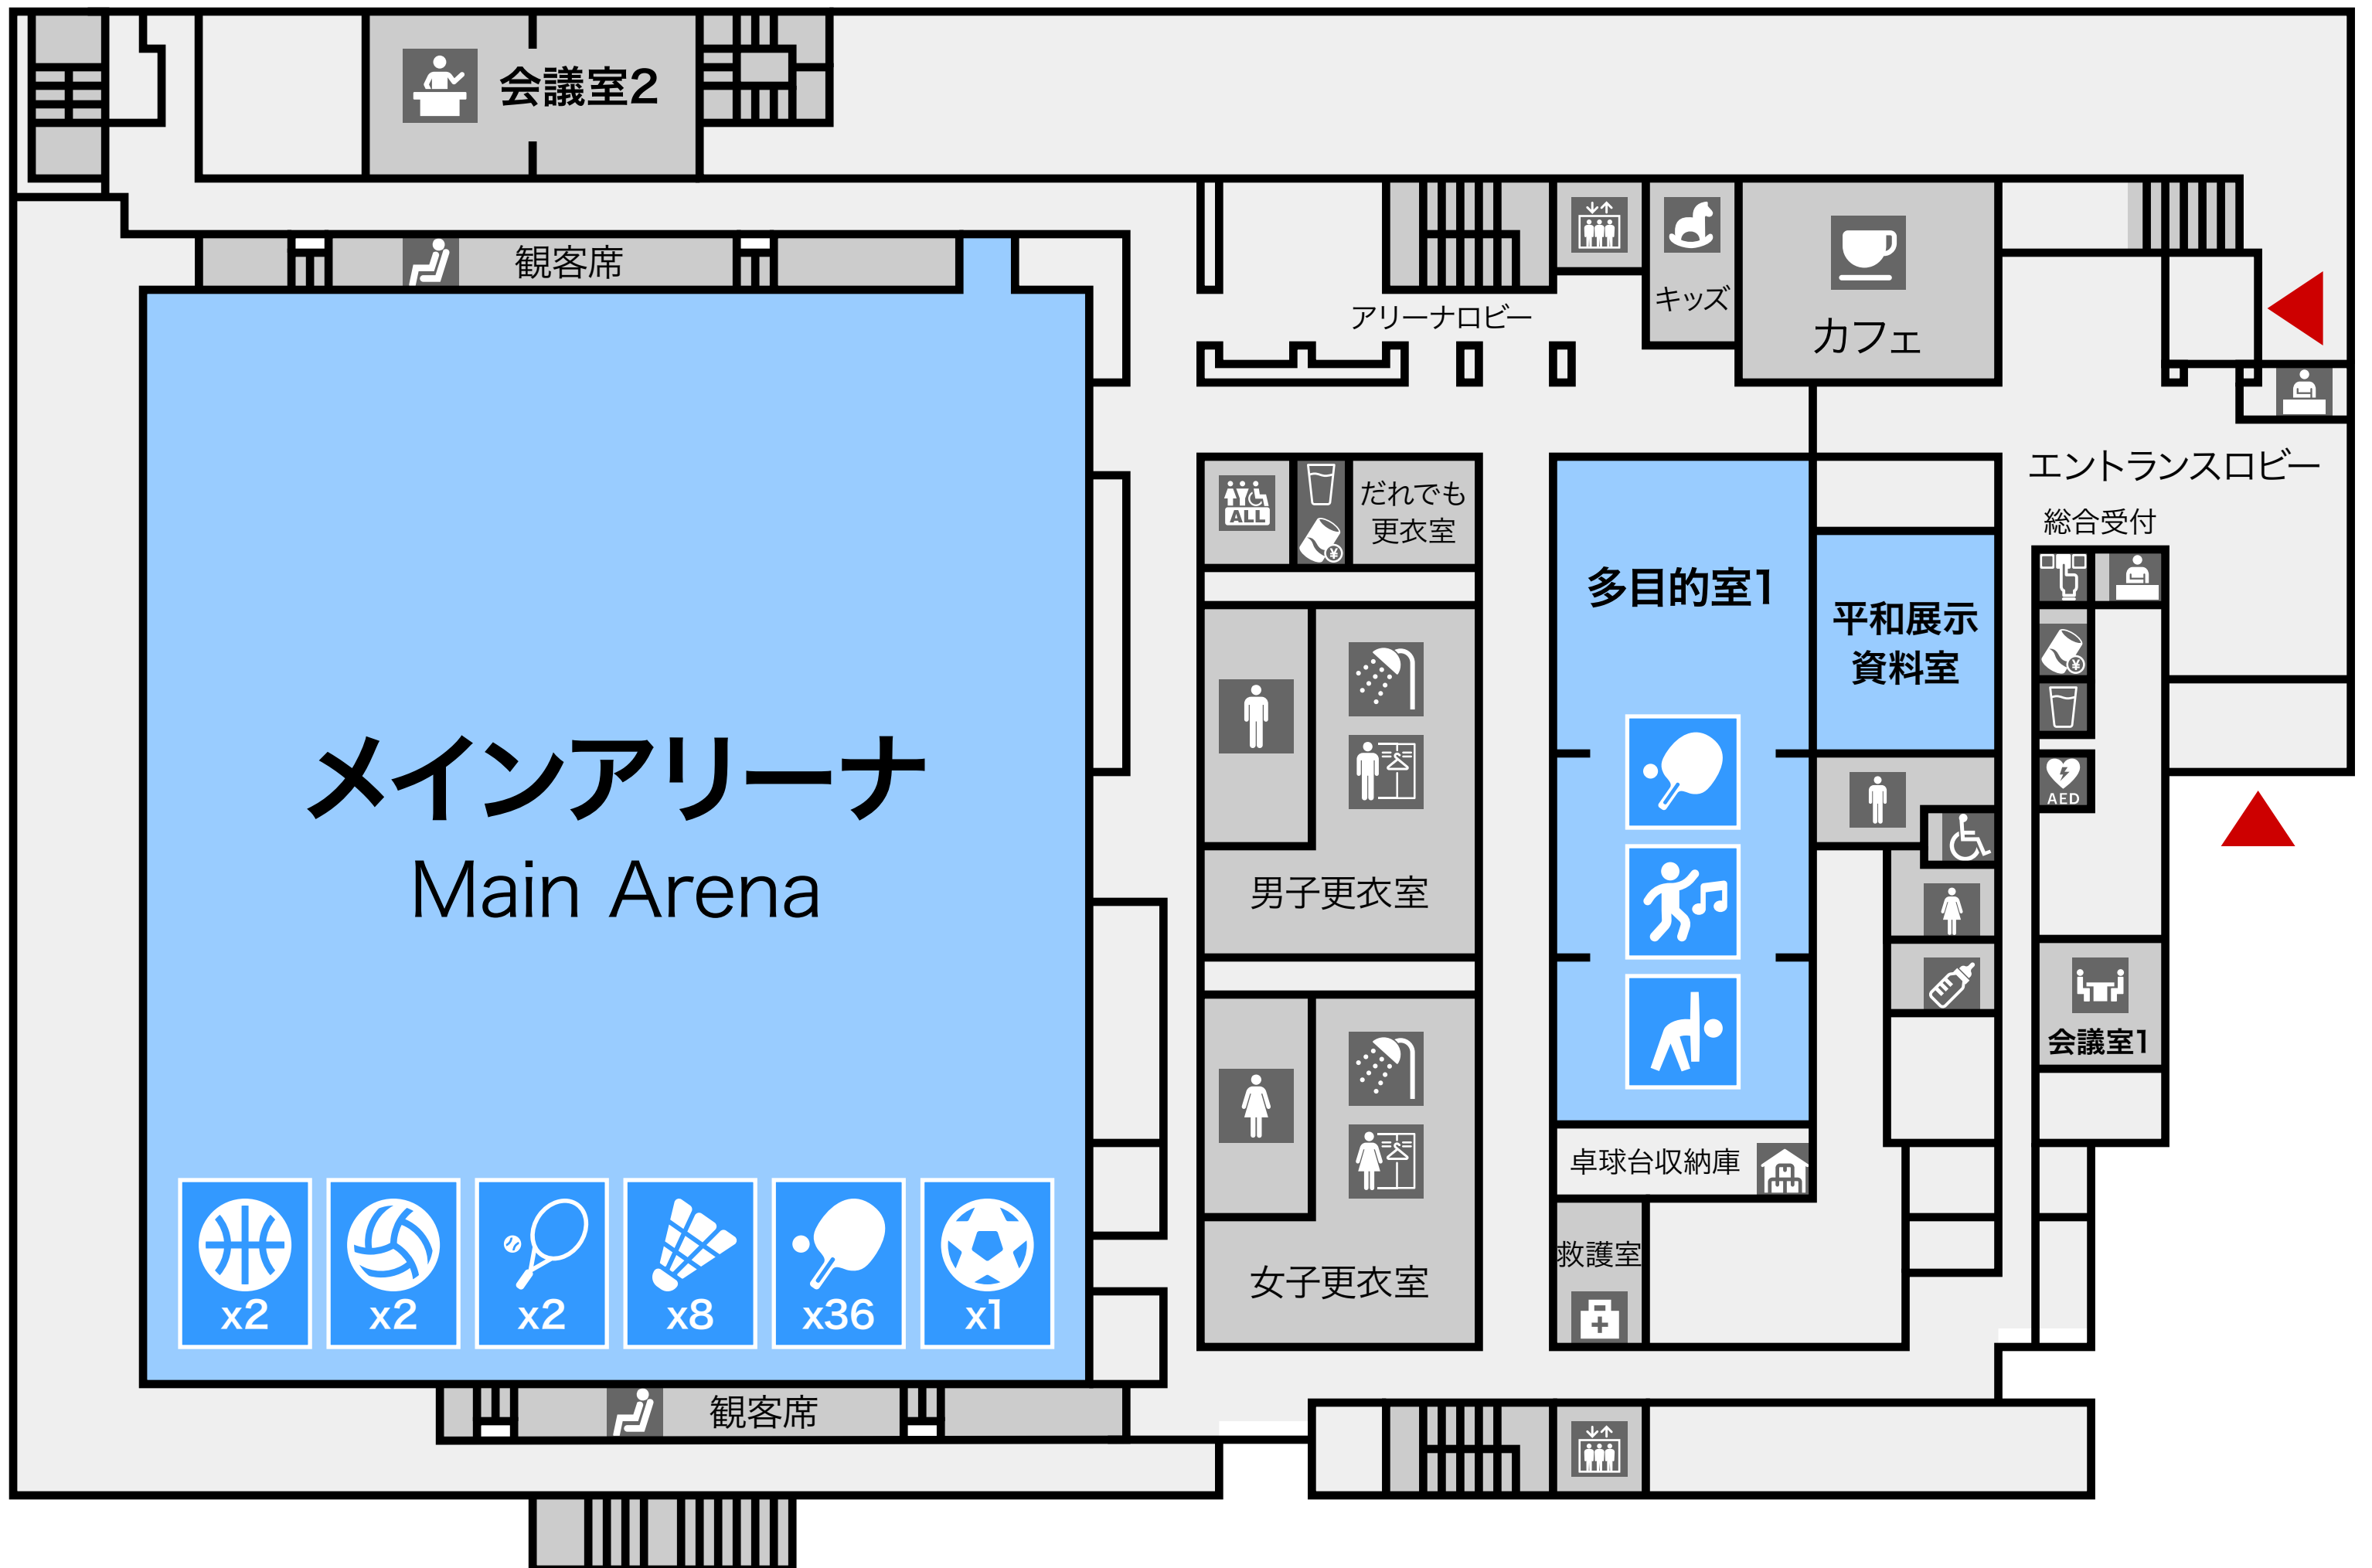 会議室2
観客席
アリーナロビー
キッズ
カフェ
エントランスロビー
総合受付
ALL
だれでも
更衣室
多目的室1
平和展示
資料室
AED
メインアリーナ
Main Arena
男子更衣室
会議室1
卓球台収納庫
救護室
女子更衣室
x2
x2
x2
x8
x36
x1
観客席